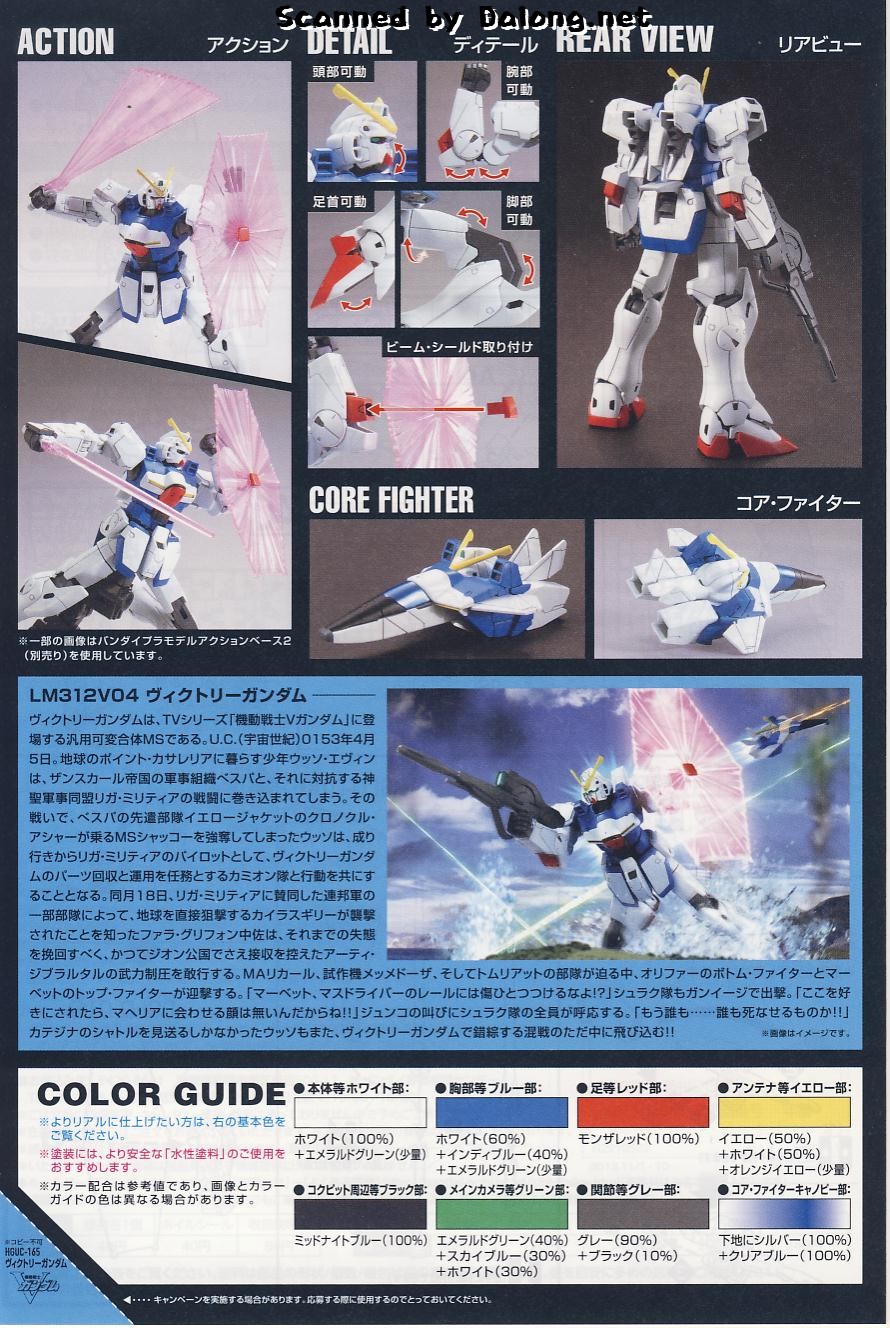 Scanned by Dalong.net
ACTION アクション
DETAIL ディテール
REAR VIEW リアビュー
頭部可動
腕部
可動
足首可動
脚部
可動
ビーム・シールド取り付け
※一部の画像はバンダイプラモデルアクションベース2
(別売り)を使用しています。
CORE FIGHTER コア・ファイター
LM312V04 ヴィクトリーガンダム
ヴィクトリーガンダムは、TVシリーズ「機動戦士Vガンダム」に登
場する汎用可変合体MSである。U.C.(宇宙世紀)0153年4月
5日。地球のポイント・カサレリアに暮らす少年ウッソ・エヴィン
は、ザンスカール帝国の軍事組織ベスパと、それに対抗する神
聖軍事同盟リガ・ミリティアの戦闘に巻き込まれてしまう。その
戦いで、ベスパの先遣部隊イエロージャケットのクロノクル・
アシャーが乗るMSシャッコーを強奪してしまったウッソは、成り
行きからリガ・ミリティアのパイロットとして、ヴィクトリーガンダ
ムのパーツ回収と運用を任務とするカミオン隊と行動を共にす
ることとなる。同月18日、リガ・ミリティアに賛同した連邦軍の
一部部隊によって、地球を直接狙撃するカイラスギリーが襲撃
されたことを知ったファラ・グリフォン中佐は、それまでの失態
を挽回すべく、かつてジオン公国でさえ接収を控えたアーティ・
ジブラルタルの武力制圧を敢行する。MAリカール、試作機メッメドーザ、そしてトムリアットの部隊が迫る中、オリファーのボトム・ファイターとマー
ベットのトップ・ファイターが迎撃する。「マーベット、マスドライバーのレールには傷ひとつつけるなよ!?」シュラク隊もガンイージで出撃。「ここを好
きにされたら、マヘリアに会わせる顔は無いんだからね!!」ジュンコの叫びにシュラク隊の全員が呼応する。「もう誰も……誰も死なせるものか!!」
カテジナのシャトルを見送るしかなかったウッソもまた、ヴィクトリーガンダムで錯綜する混戦のただ中に飛び込む!!
※画像はイメージです。
COLOR GUIDE
※よりリアルに仕上げたい方は、右の基本色を
ご覧ください。
※塗装には、より安全な「水性塗料」のご使用を
おすすめします。
※カラー配合は参考値であり、画像とカラー
ガイドの色は異なる場合があります。
●本体等ホワイト部:
ホワイト(100%)
+エメラルドグリーン(少量)
●胸部等ブルー部:
ホワイト(60%)
+インディブルー(40%)
+エメラルドグリーン(少量)
●足等レッド部:
モンザレッド(100%)
●アンテナ等イエロー部:
イエロー(50%)
+ホワイト(50%)
+オレンジイエロー(少量)
●コクピット周辺等ブラック部:
ミッドナイトブルー(100%)
●メインカメラ等グリーン部:
エメラルドグリーン(40%)
+スカイブルー(30%)
+ホワイト(30%)
●関節等グレー部:
グレー(90%)
+ブラック(10%)
●コア・ファイターキャノピー部:
下地にシルバー(100%)
+クリアブルー(100%)
※コピー不可
HGUC-165
ヴィクトリーガンダム
◀････キャンペーンを実施する場合があります。応募する際に使用するのでとっておいてください。